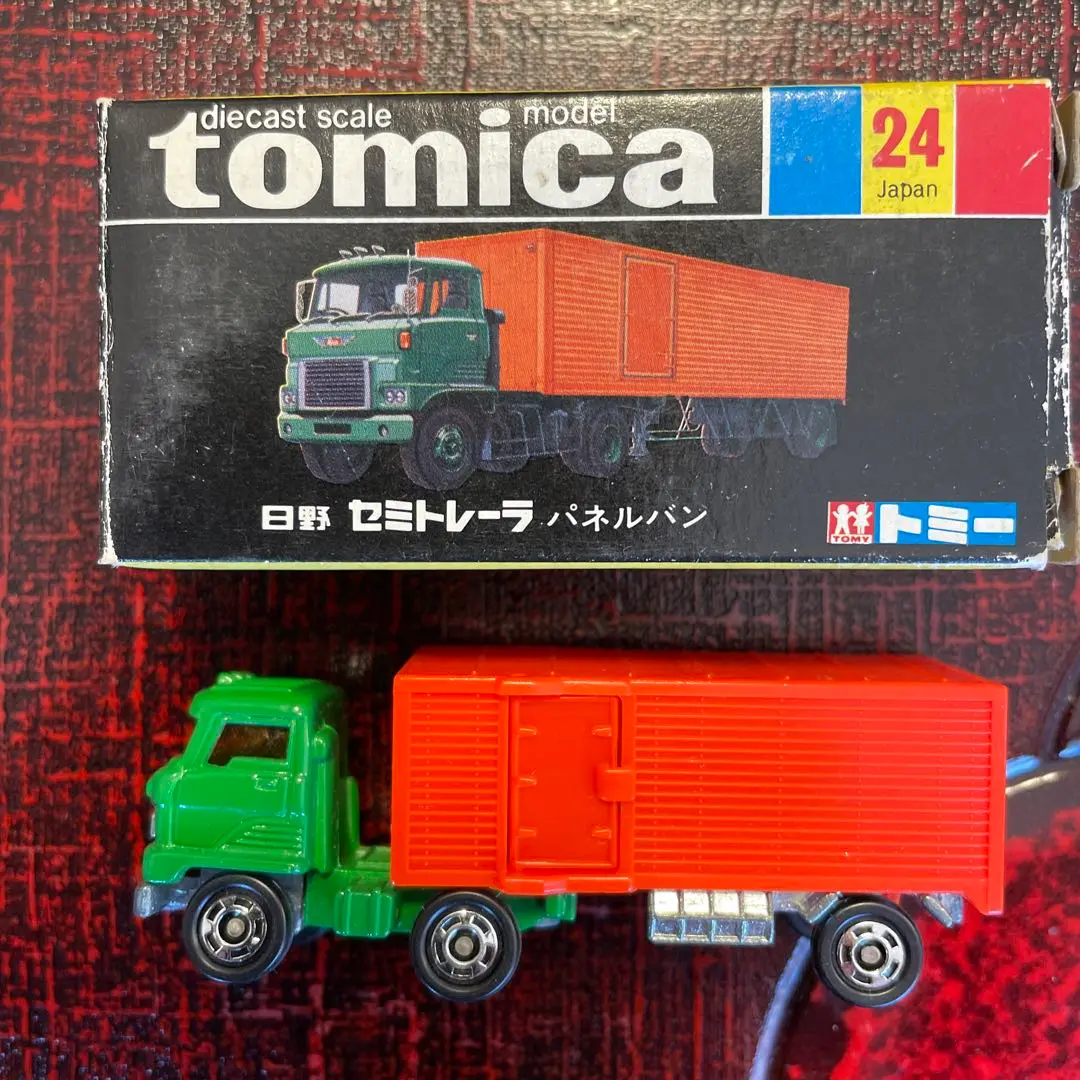 diecast scale model
tomica
24
Japan
日野 セミトレーラ パネルバン
TOMY
トミー